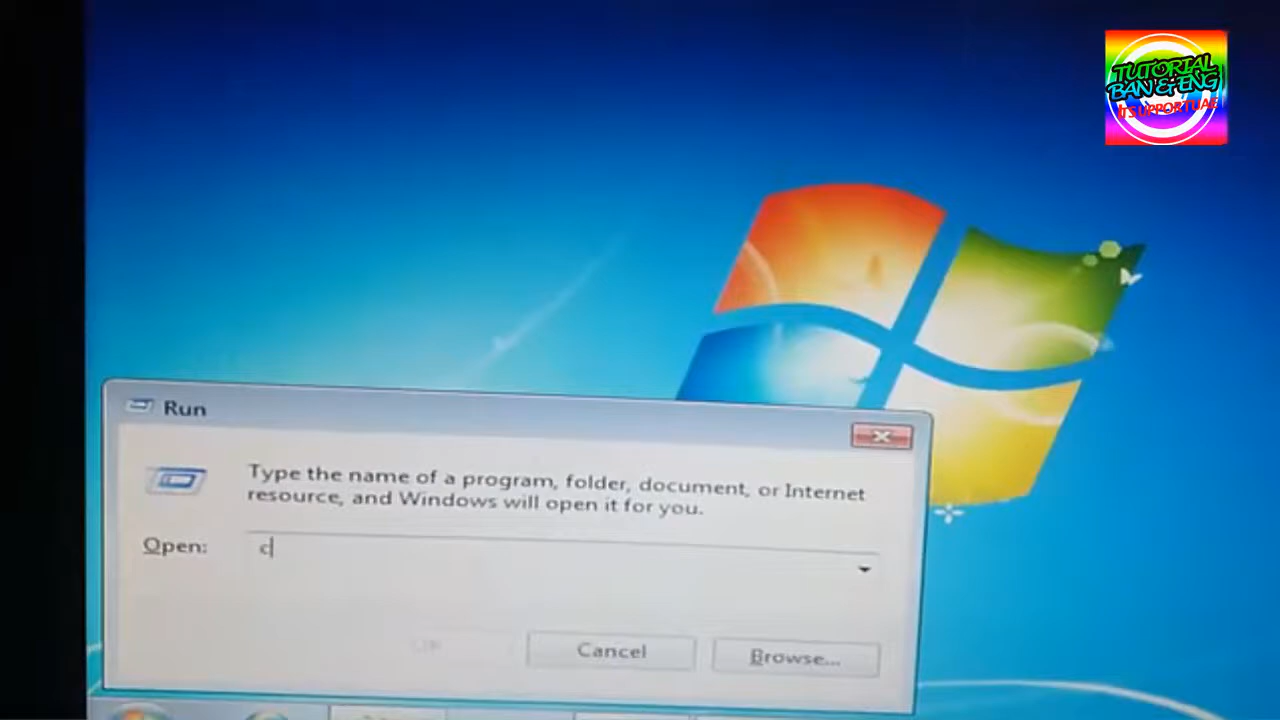 TUTORIAL
BAN & ENG
ITSUPPORTUAE
Run
Type the name of a program, folder, document, or Internet
resource, and Windows will open it for you.
Open:
c
Cancel
Browse...